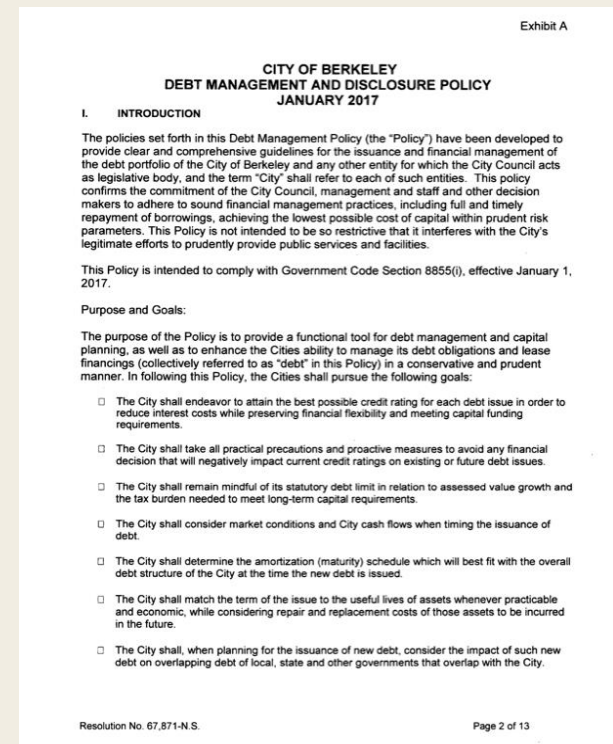 Exhibit A
CITY OF BERKELEY
DEBT MANAGEMENT AND DISCLOSURE POLICY
JANUARY 2017
I. INTRODUCTION
The policies set forth in this Debt Management Policy (the "Policy") have been developed to
provide clear and comprehensive guidelines for the issuance and financial management of
the debt portfolio of the City of Berkeley and any other entity for which the City Council acts
as legislative body, and the term "City" shall refer to each of such entities. This policy
confirms the commitment of the City Council, management and staff and other decision
makers to adhere to sound financial management practices, including full and timely
repayment of borrowings, achieving the lowest possible cost of capital within prudent risk
parameters. This Policy is not intended to be so restrictive that it interferes with the City's
legitimate efforts to prudently provide public services and facilities.
This Policy is intended to comply with Government Code Section 8855(i), effective January 1,
2017.
Purpose and Goals:
The purpose of the Policy is to provide a functional tool for debt management and capital
planning, as well as to enhance the Cities ability to manage its debt obligations and lease
financings (collectively referred to as "debt" in this Policy) in a conservative and prudent
manner. In following this Policy, the Cities shall pursue the following goals:
□ The City shall endeavor to attain the best possible credit rating for each debt issue in order to
reduce interest costs while preserving financial flexibility and meeting capital funding
requirements.
□ The City shall take all practical precautions and proactive measures to avoid any financial
decision that will negatively impact current credit ratings on existing or future debt issues.
□ The City shall remain mindful of its statutory debt limit in relation to assessed value growth and
the tax burden needed to meet long-term capital requirements.
□ The City shall consider market conditions and City cash flows when timing the issuance of
debt.
□ The City shall determine the amortization (maturity) schedule which will best fit with the overall
debt structure of the City at the time the new debt is issued.
□ The City shall match the term of the issue to the useful lives of assets whenever practicable
and economic, while considering repair and replacement costs of those assets to be incurred
in the future.
□ The City shall, when planning for the issuance of new debt, consider the impact of such new
debt on overlapping debt of local, state and other governments that overlap with the City.
Resolution No. 67,871-N.S. Page 2 of 13